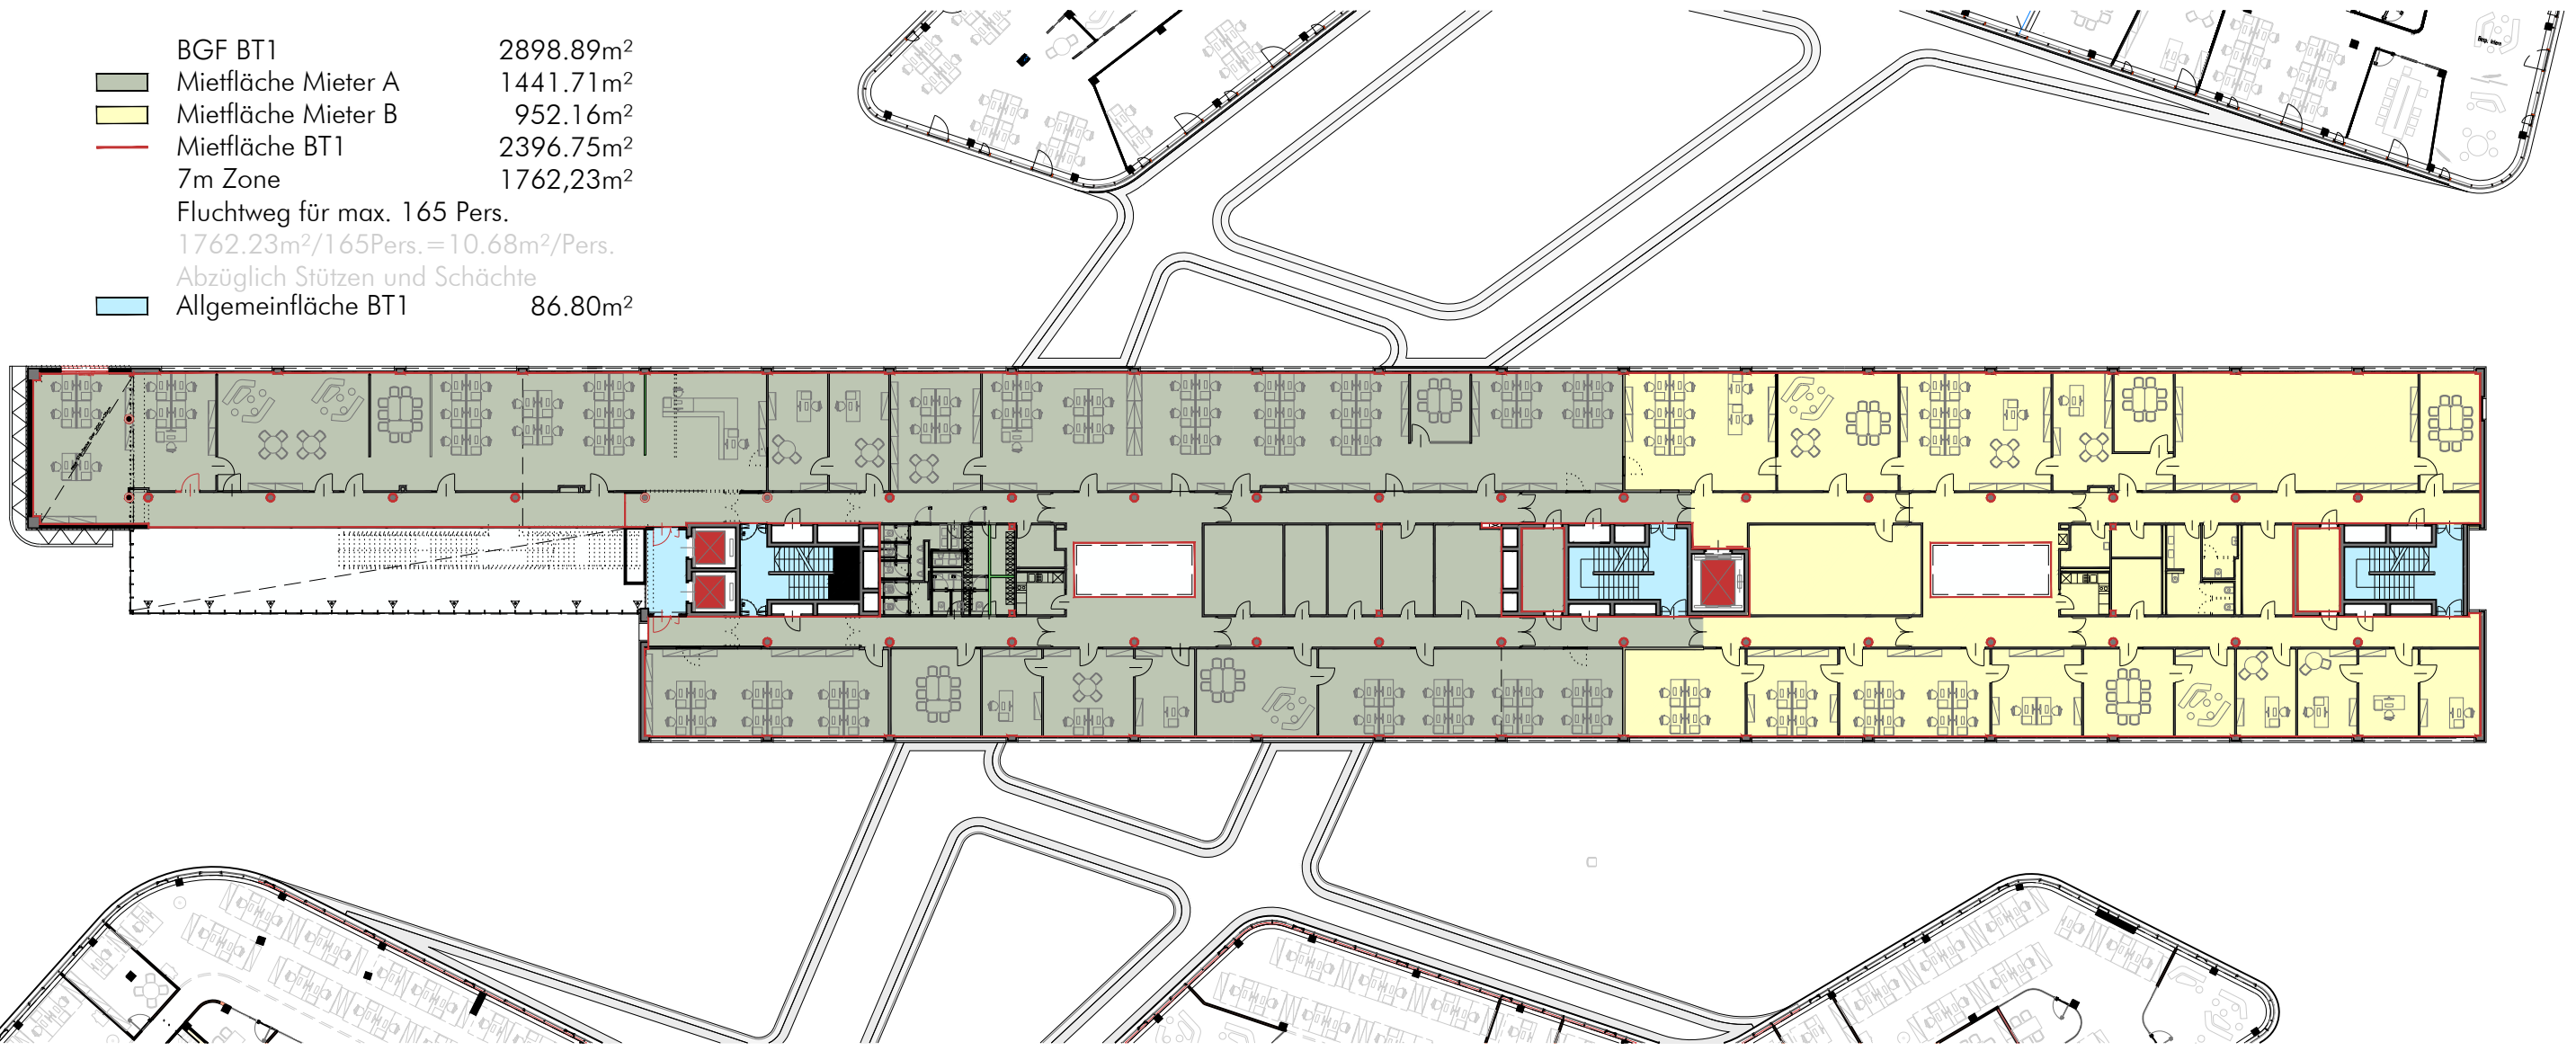 BGF BT1 2898.89m²
Mietfläche Mieter A 1441.71m²
Mietfläche Mieter B 952.16m²
Mietfläche BT1 2396.75m²
7m Zone 1762,23m²
Fluchtweg für max. 165 Pers.
1762.23m²/165Pers.=10.68m²/Pers.
Abzüglich Stützen und Schächte
Allgemeinfläche BT1 86.80m²